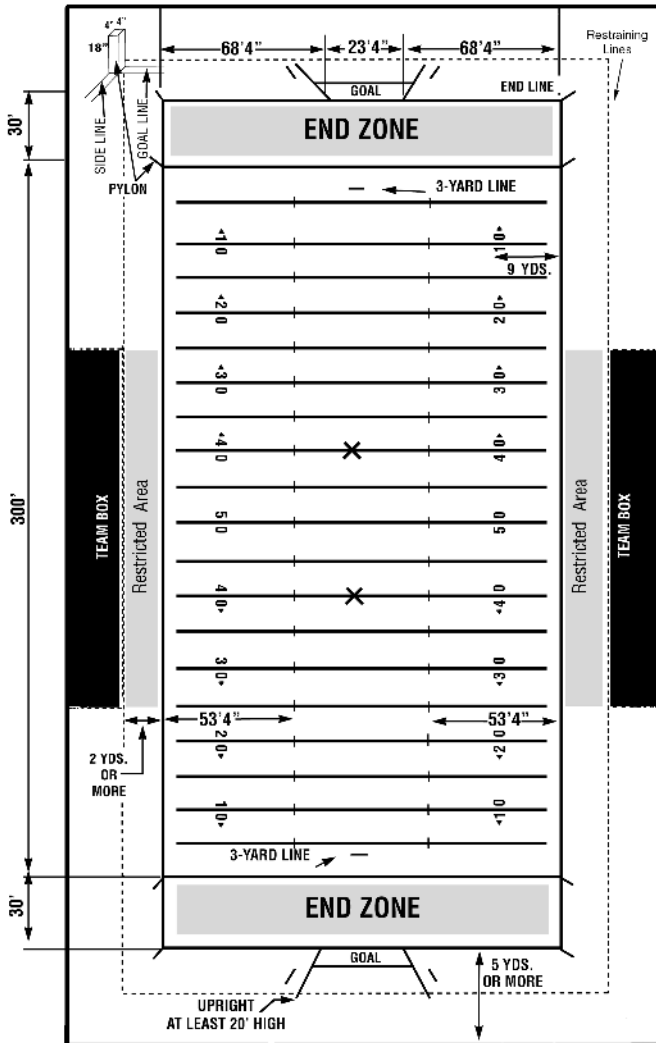 4" 4"
18"
68'4"
23'4"
68'4"
Restraining
Lines
GOAL
END LINE
30'
SIDE LINE
GOAL LINE
END ZONE
PYLON
3-YARD LINE
10
10
9 YDS.
20
20
30
30
40
40
300'
TEAM BOX
Restricted Area
50
50
Restricted Area
TEAM BOX
40
40
30
30
53'4"
53'4"
20
20
2 YDS.
OR
MORE
10
10
3-YARD LINE
30'
END ZONE
GOAL
5 YDS.
OR MORE
UPRIGHT
AT LEAST 20' HIGH